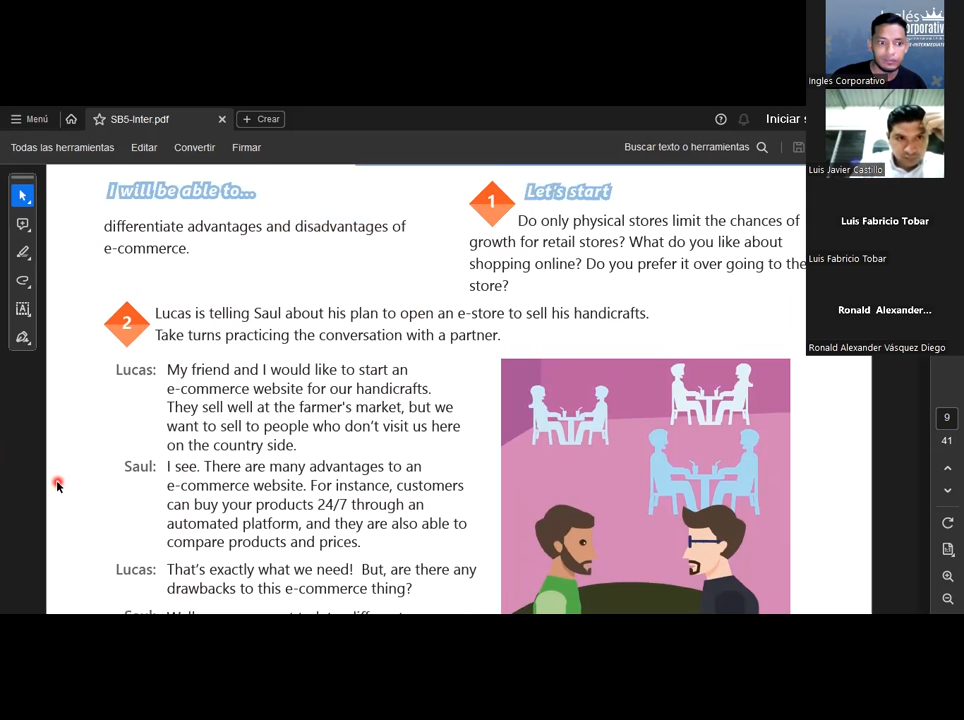 Menú
SB5-Inter.pdf
Crear
Iniciar s
Todas las herramientas
Editar
Convertir
Firmar
Buscar texto o herramientas
I will be able to...
differentiate advantages and disadvantages of
e-commerce.
1
Let's start
Do only physical stores limit the chances of
growth for retail stores? What do you like about
shopping online? Do you prefer it over going to the
store?
2
Lucas is telling Saul about his plan to open an e-store to sell his handicrafts.
Take turns practicing the conversation with a partner.
Lucas: My friend and I would like to start an
e-commerce website for our handicrafts.
They sell well at the farmer's market, but we
want to sell to people who don't visit us here
on the country side.
Saul: I see. There are many advantages to an
e-commerce website. For instance, customers
can buy your products 24/7 through an
automated platform, and they are also able to
compare products and prices.
Lucas: That's exactly what we need! But, are there any
drawbacks to this e-commerce thing?
Ingles Corporativo
Luis Javier Castillo
Luis Fabricio Tobar
Luis Fabricio Tobar
Ronald Alexander...
Ronald Alexander Vásquez Diego
9
41